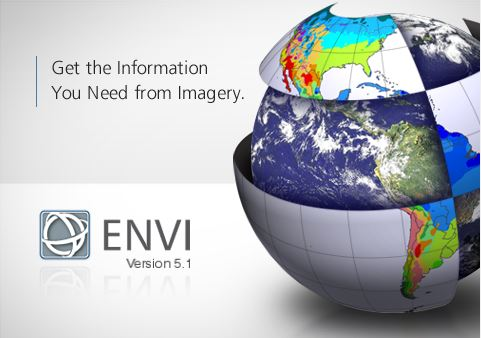 Get the Information
You Need from Imagery.
ENVI
Version 5.1